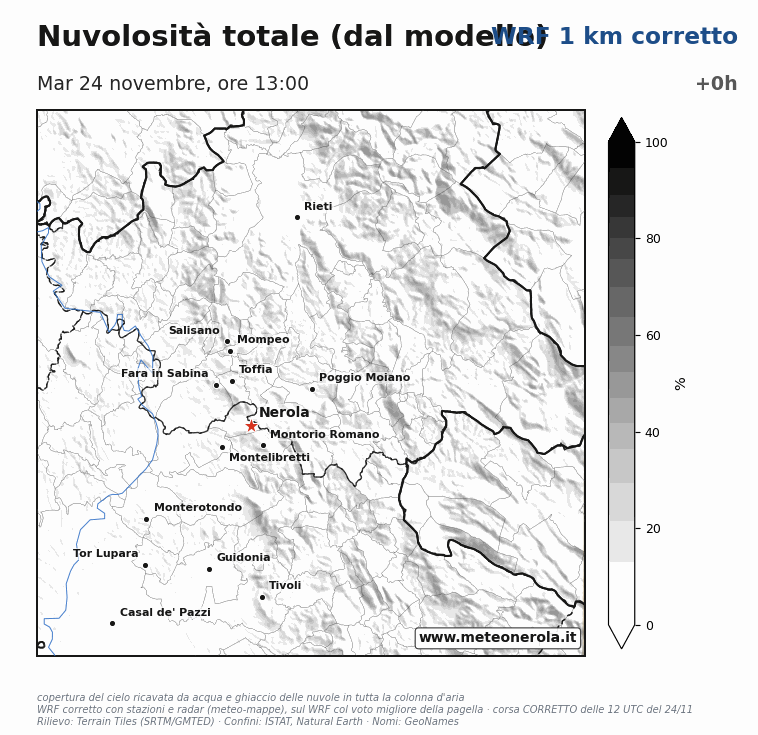 Nuvolosità totale (dal modello)
WRF 1 km corretto
Mar 24 novembre, ore 13:00
+0h
Rieti
Salisano
Mompeo
Fara in Sabina
Toffia
Poggio Moiano
Nerola
Montorio Romano
Montelibretti
Monterotondo
Tor Lupara
Guidonia
Tivoli
Casal de' Pazzi
www.meteonerola.it
100
80
60
40
20
0
%
copertura del cielo ricavata da acqua e ghiaccio delle nuvole in tutta la colonna d'aria
WRF corretto con stazioni e radar (meteo-mappe), sul WRF col voto migliore della pagella · corsa CORRETTO delle 12 UTC del 24/11
Rilievo: Terrain Tiles (SRTM/GMTED) · Confini: ISTAT, Natural Earth · Nomi: GeoNames